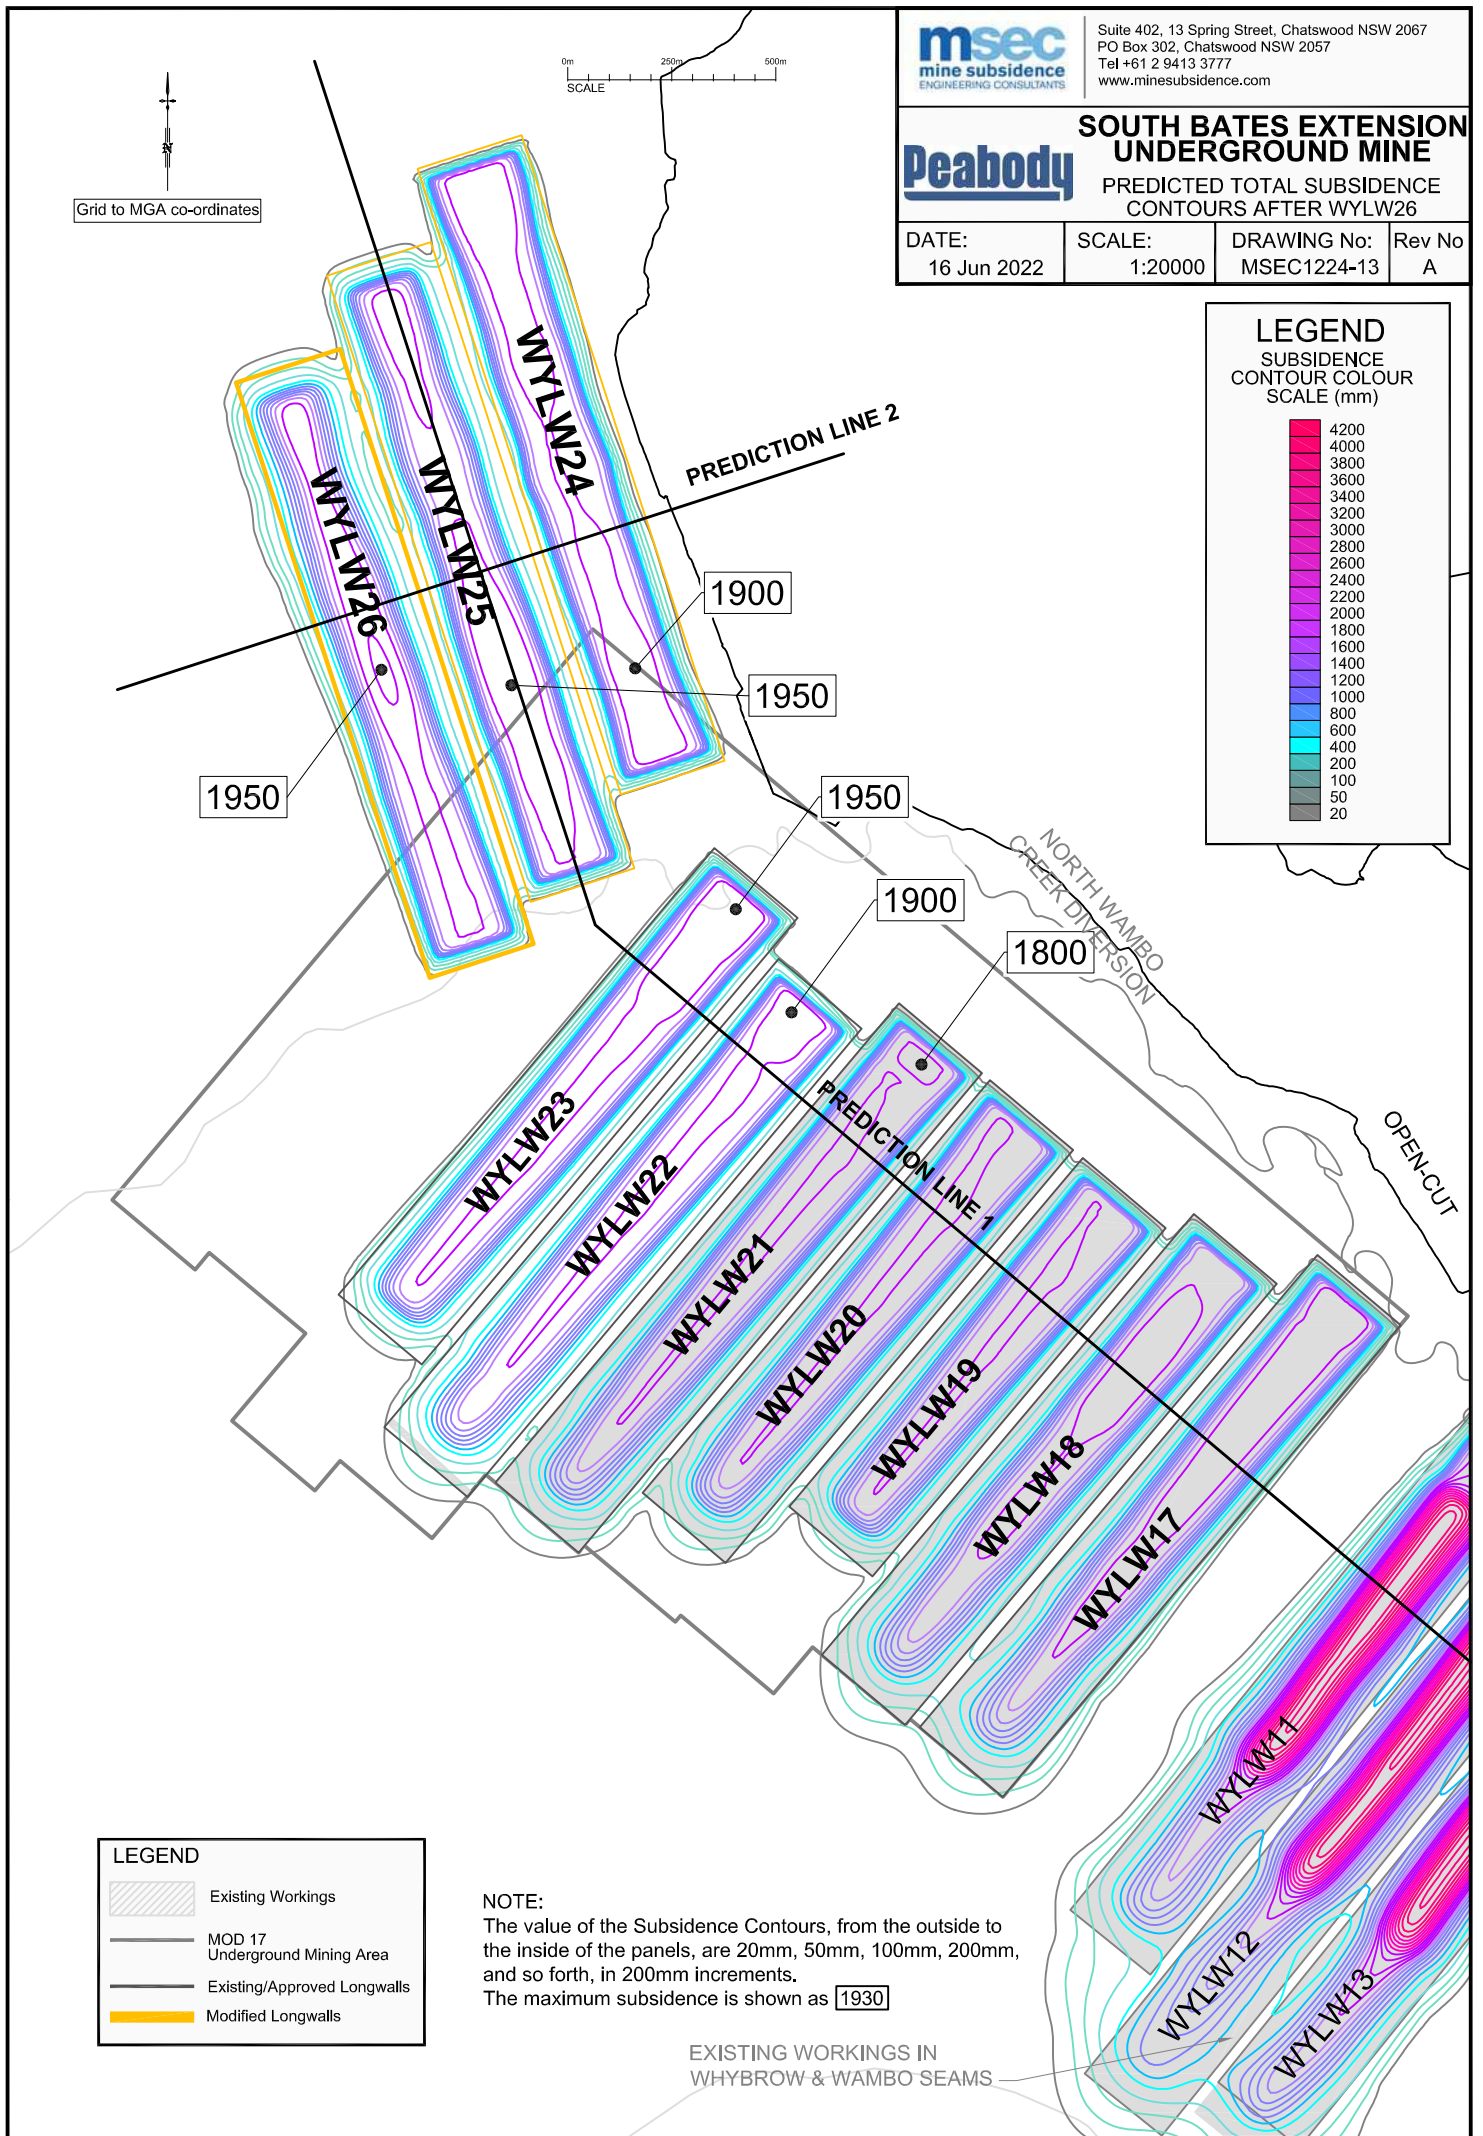 msec
mine subsidence
ENGINEERING CONSULTANTS
Suite 402, 13 Spring Street, Chatswood NSW 2067
PO Box 302, Chatswood NSW 2057
Tel +61 2 9413 3777
www.minesubsidence.com
Peabody
SOUTH BATES EXTENSION
UNDERGROUND MINE
PREDICTED TOTAL SUBSIDENCE
CONTOURS AFTER WYLW26
DATE:
16 Jun 2022
SCALE:
1:20000
DRAWING No:
MSEC1224-13
Rev No
A
0m 250m 500m
SCALE
N
Grid to MGA co-ordinates
LEGEND
SUBSIDENCE
CONTOUR COLOUR
SCALE (mm)
4200
4000
3800
3600
3400
3200
3000
2800
2600
2400
2200
2000
1800
1600
1400
1200
1000
800
600
400
200
100
50
20
WYLW24
WYLW25
WYLW26
PREDICTION LINE 2
1900
1950
1950
1950
1900
1800
NORTH WAMBO
CREEK DIVERSION
OPEN-CUT
PREDICTION LINE 1
WYLW23
WYLW22
WYLW21
WYLW20
WYLW19
WYLW18
WYLW17
WYLW11
WYLW12
WYLW13
LEGEND
Existing Workings
MOD 17
Underground Mining Area
Existing/Approved Longwalls
Modified Longwalls
NOTE:
The value of the Subsidence Contours, from the outside to
the inside of the panels, are 20mm, 50mm, 100mm, 200mm,
and so forth, in 200mm increments.
The maximum subsidence is shown as 1930
EXISTING WORKINGS IN
WHYBROW & WAMBO SEAMS